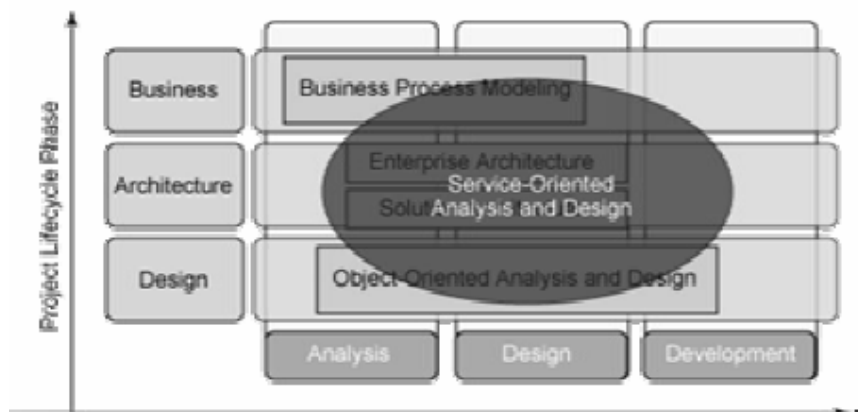 Project Lifecycle Phase
Business
Business Process Modeling
Architecture
Enterprise Architecture
Service-Oriented
Analysis and Design
Design
Object-Oriented Analysis and Design
Analysis
Design
Development